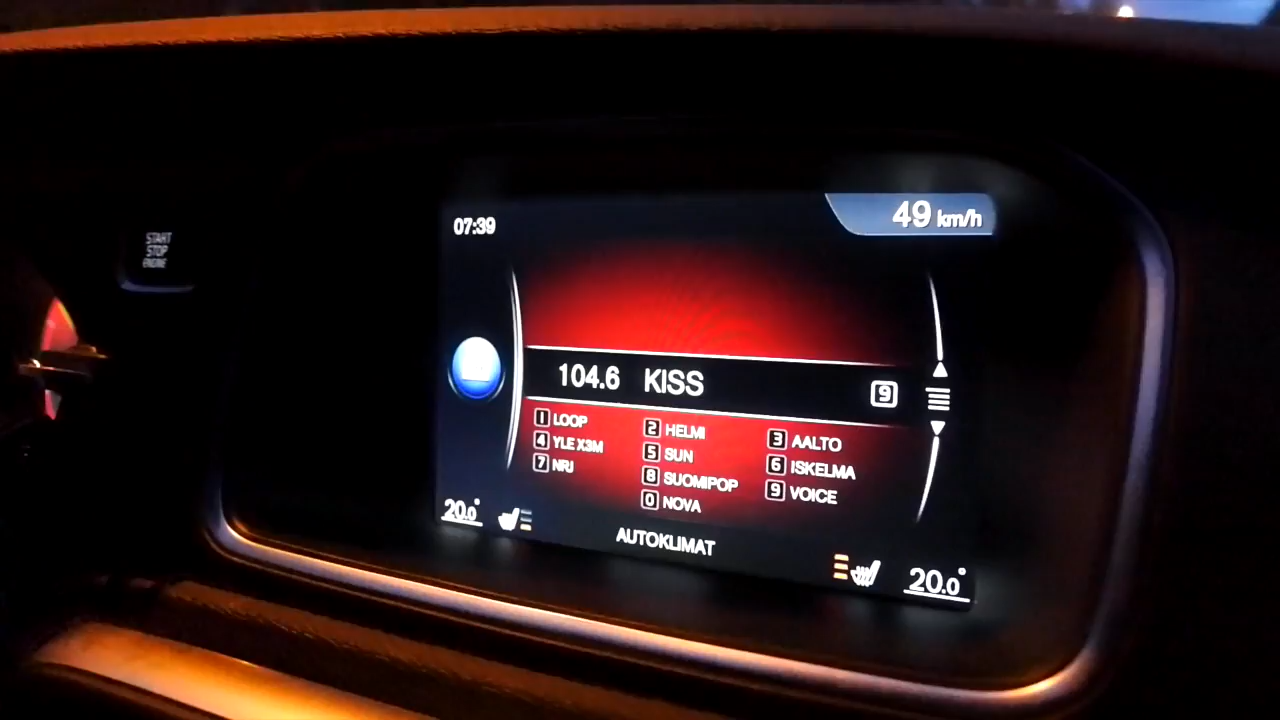 START
STOP
ENGINE
07:39
49 km/h
104.6 KISS 9
1 LOOP 2 HELMI 3 AALTO
4 YLE X3M 5 SUN 6 ISKELMA
7 NRJ 8 SUOMIPOP 9 VOICE
0 NOVA
20.0° AUTOKLIMAT 20.0°